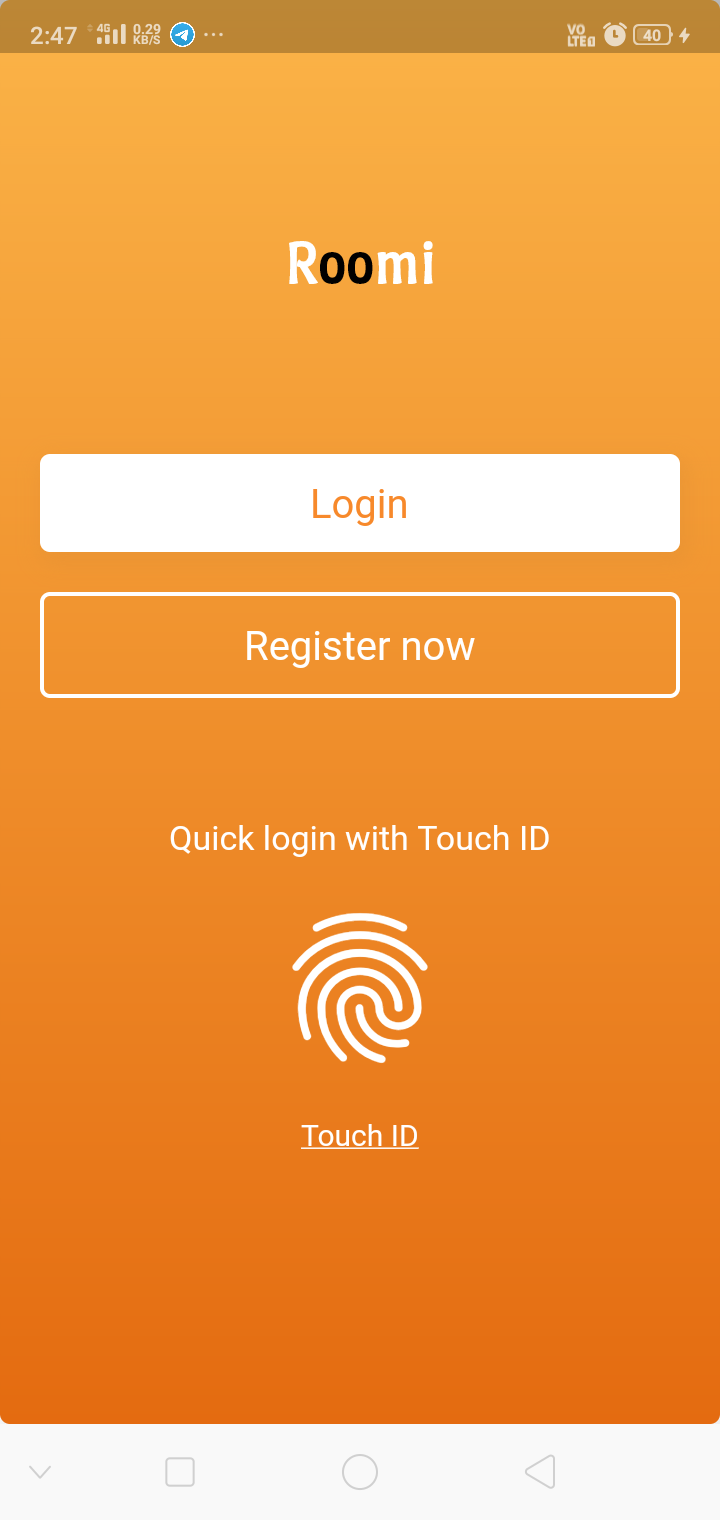 2:47 4G 0.29 KB/S ... VO LTE 1 40
Roomi
Login
Register now
Quick login with Touch ID
Touch ID